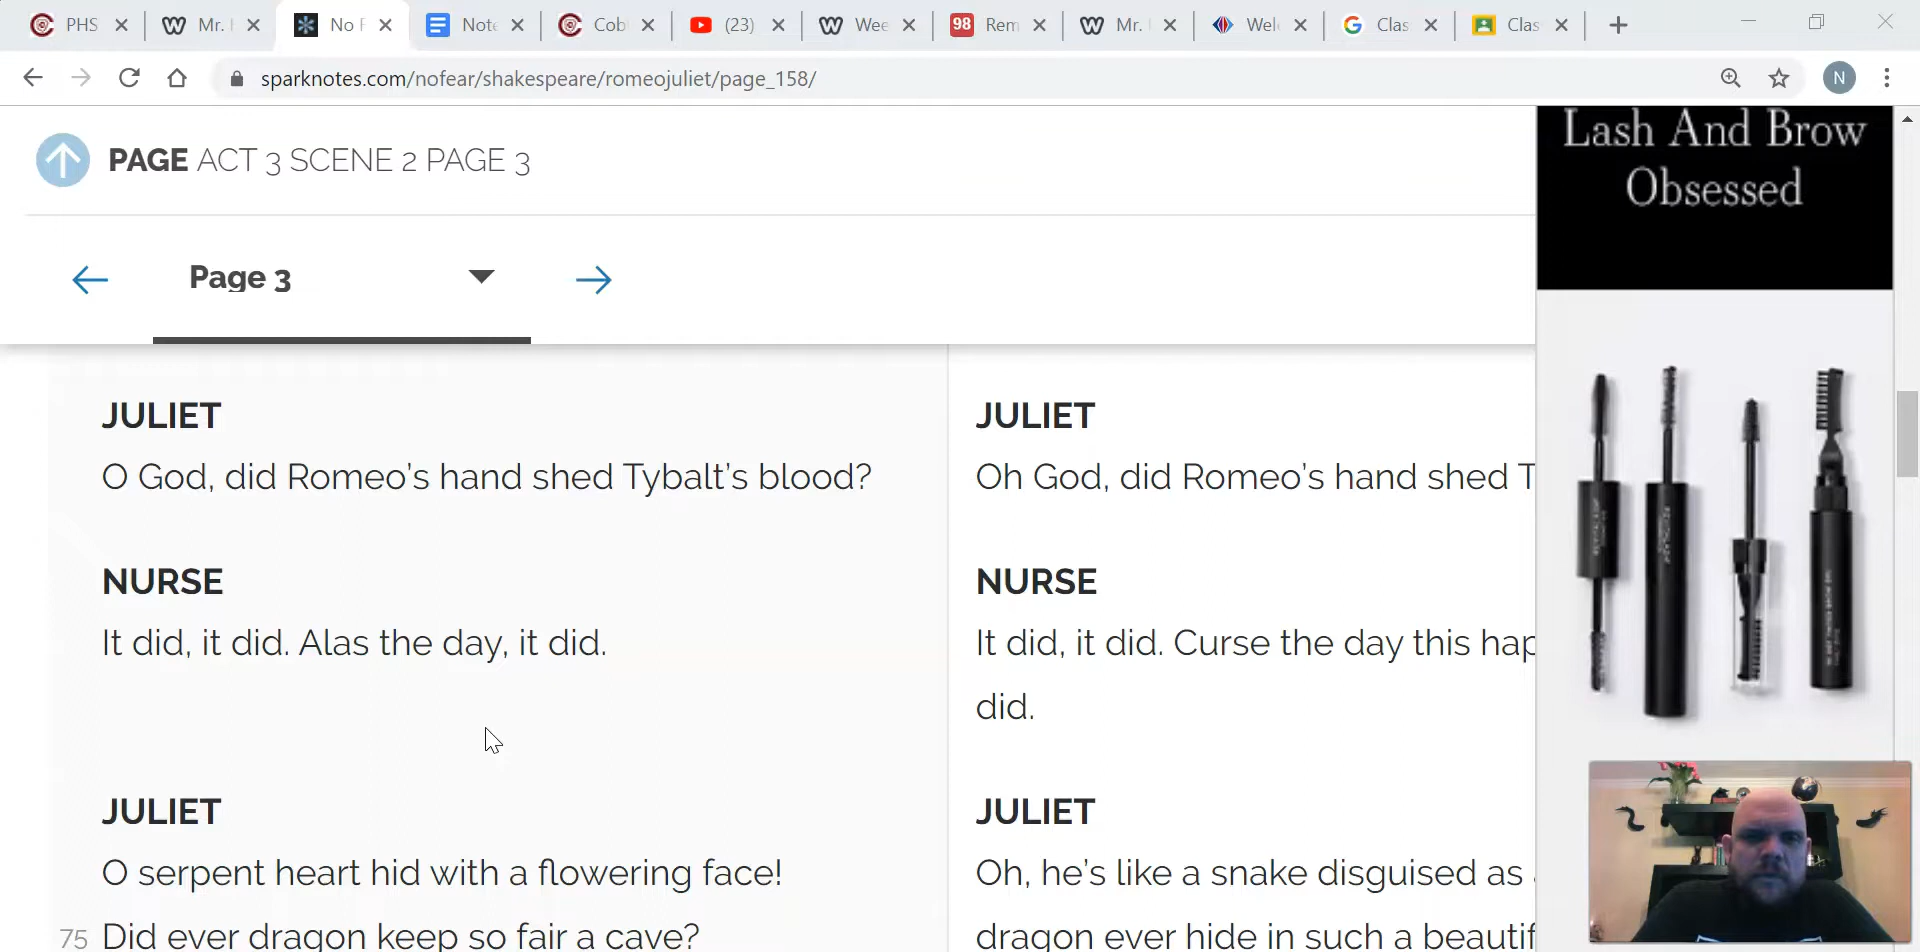 PHS
Mr.
No F
Note
Cob
(23)
Wee
98 Rem
Mr.
Wel
Clas
Clas
sparknotes.com/nofear/shakespeare/romeojuliet/page_158/
N
PAGE ACT 3 SCENE 2 PAGE 3
Page 3
JULIET
O God, did Romeo’s hand shed Tybalt’s blood?
NURSE
It did, it did. Alas the day, it did.
JULIET
O serpent heart hid with a flowering face!
75 Did ever dragon keep so fair a cave?
JULIET
Oh God, did Romeo’s hand shed T
NURSE
It did, it did. Curse the day this hap
did.
JULIET
Oh, he’s like a snake disguised as
dragon ever hide in such a beautif
Lash And Brow
Obsessed